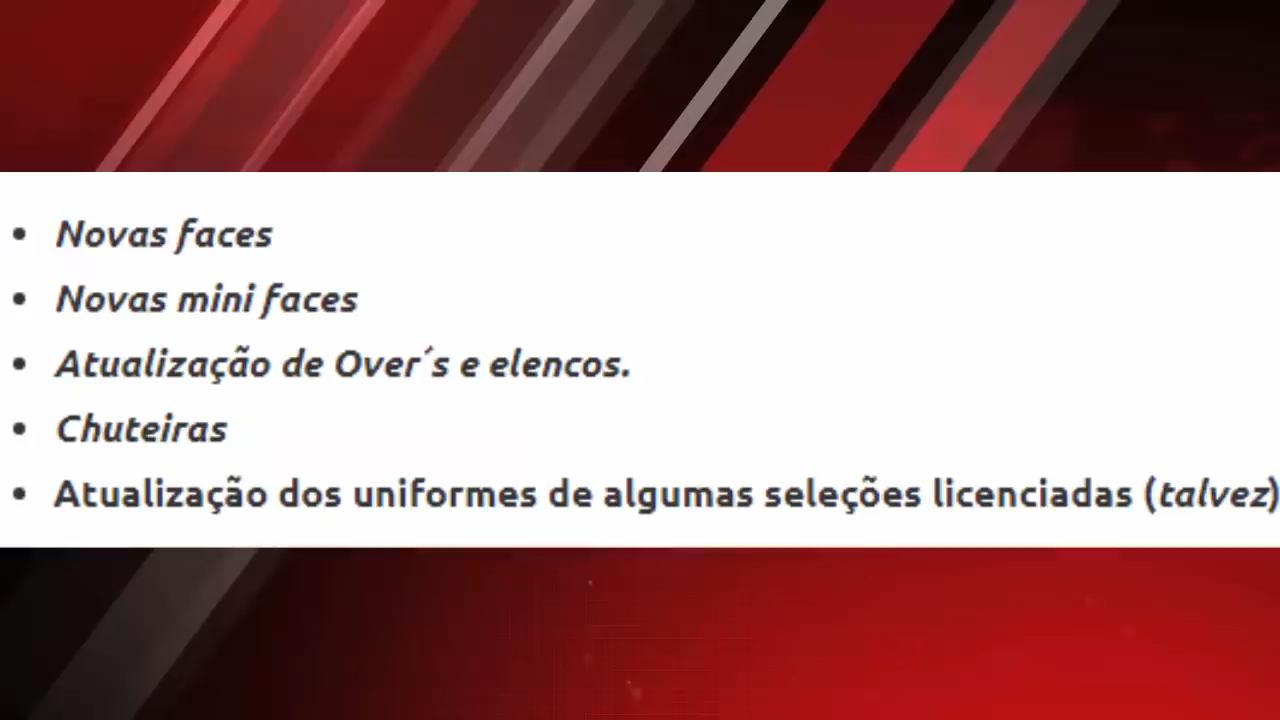 • Novas faces
• Novas mini faces
• Atualização de Over´s e elencos.
• Chuteiras
• Atualização dos uniformes de algumas seleções licenciadas (talvez)